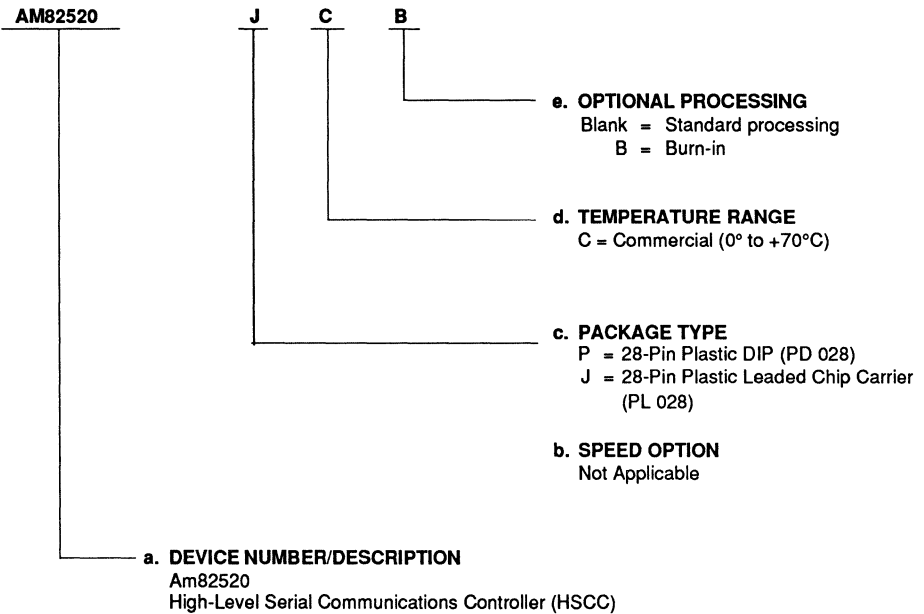 AM82520 J C B
e. OPTIONAL PROCESSING
Blank = Standard processing
B = Burn-in
d. TEMPERATURE RANGE
C = Commercial (0° to +70°C)
c. PACKAGE TYPE
P = 28-Pin Plastic DIP (PD 028)
J = 28-Pin Plastic Leaded Chip Carrier
(PL 028)
b. SPEED OPTION
Not Applicable
a. DEVICE NUMBER/DESCRIPTION
Am82520
High-Level Serial Communications Controller (HSCC)